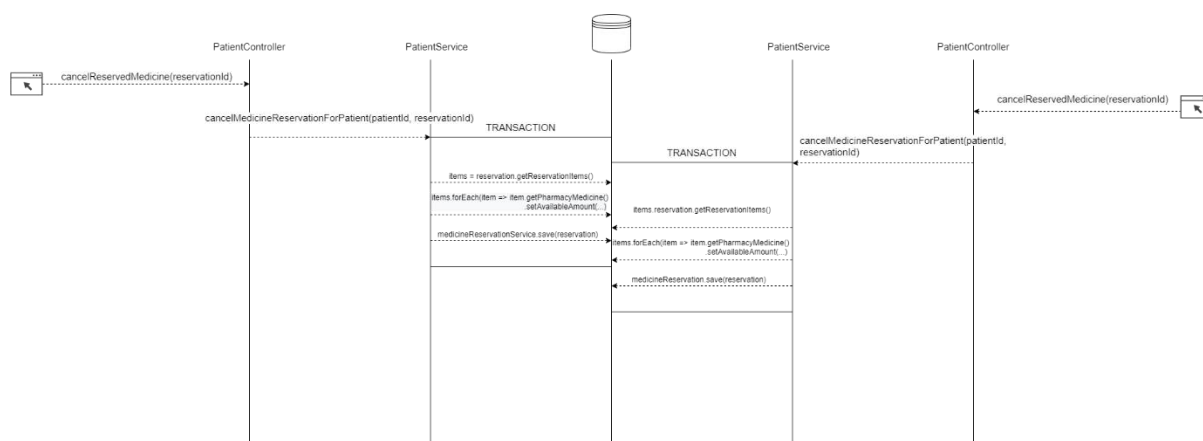 PatientController
PatientService
PatientService
PatientController
cancelReservedMedicine(reservationId)
cancelReservedMedicine(reservationId)
cancelMedicineReservationForPatient(patientId, reservationId)
TRANSACTION
cancelMedicineReservationForPatient(patientId,
reservationId)
TRANSACTION
items = reservation.getReservationItems()
items.forEach(item => item.getPharmacyMedicine()
.setAvailableAmount(...)
items.reservation.getReservationItems()
medicineReservationService.save(reservation)
items.forEach(item => item.getPharmacyMedicine()
.setAvailableAmount(...)
medicineReservation.save(reservation)